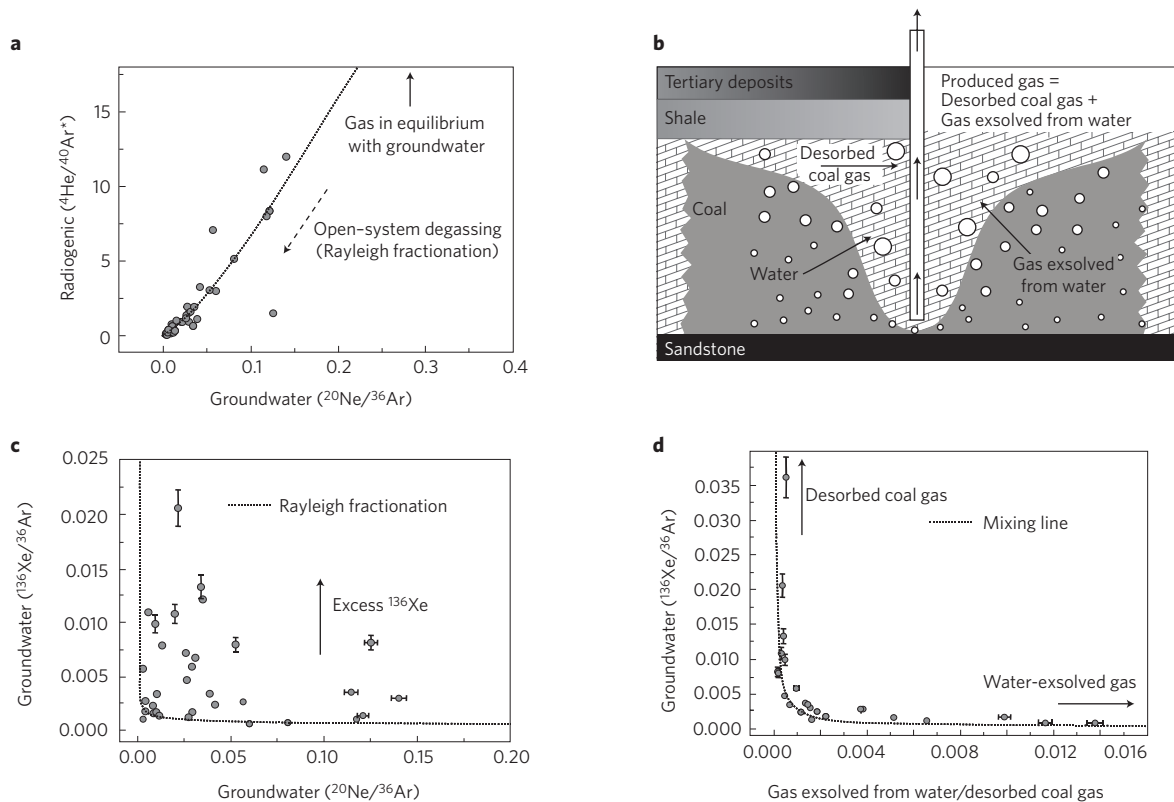 a
Radiogenic (⁴He/⁴⁰Ar*)
15
10
5
0
Gas in equilibrium
with groundwater
Open-system degassing
(Rayleigh fractionation)
0.0 0.1 0.2 0.3 0.4
Groundwater (²⁰Ne/³⁶Ar)
b
Tertiary deposits
Shale
Produced gas =
Desorbed coal gas +
Gas exsolved from water
Desorbed
coal gas
Coal
Water
Gas exsolved
from water
Sandstone
c
Groundwater (¹³⁶Xe/³⁶Ar)
0.025
0.020
0.015
0.010
0.005
0.000
Rayleigh fractionation
Excess ¹³⁶Xe
0.00 0.05 0.10 0.15 0.20
Groundwater (²⁰Ne/³⁶Ar)
d
Groundwater (¹³⁶Xe/³⁶Ar)
0.035
0.030
0.025
0.020
0.015
0.010
0.005
0.000
Desorbed coal gas
Mixing line
Water-exsolved gas
0.000 0.004 0.008 0.012 0.016
Gas exsolved from water/desorbed coal gas